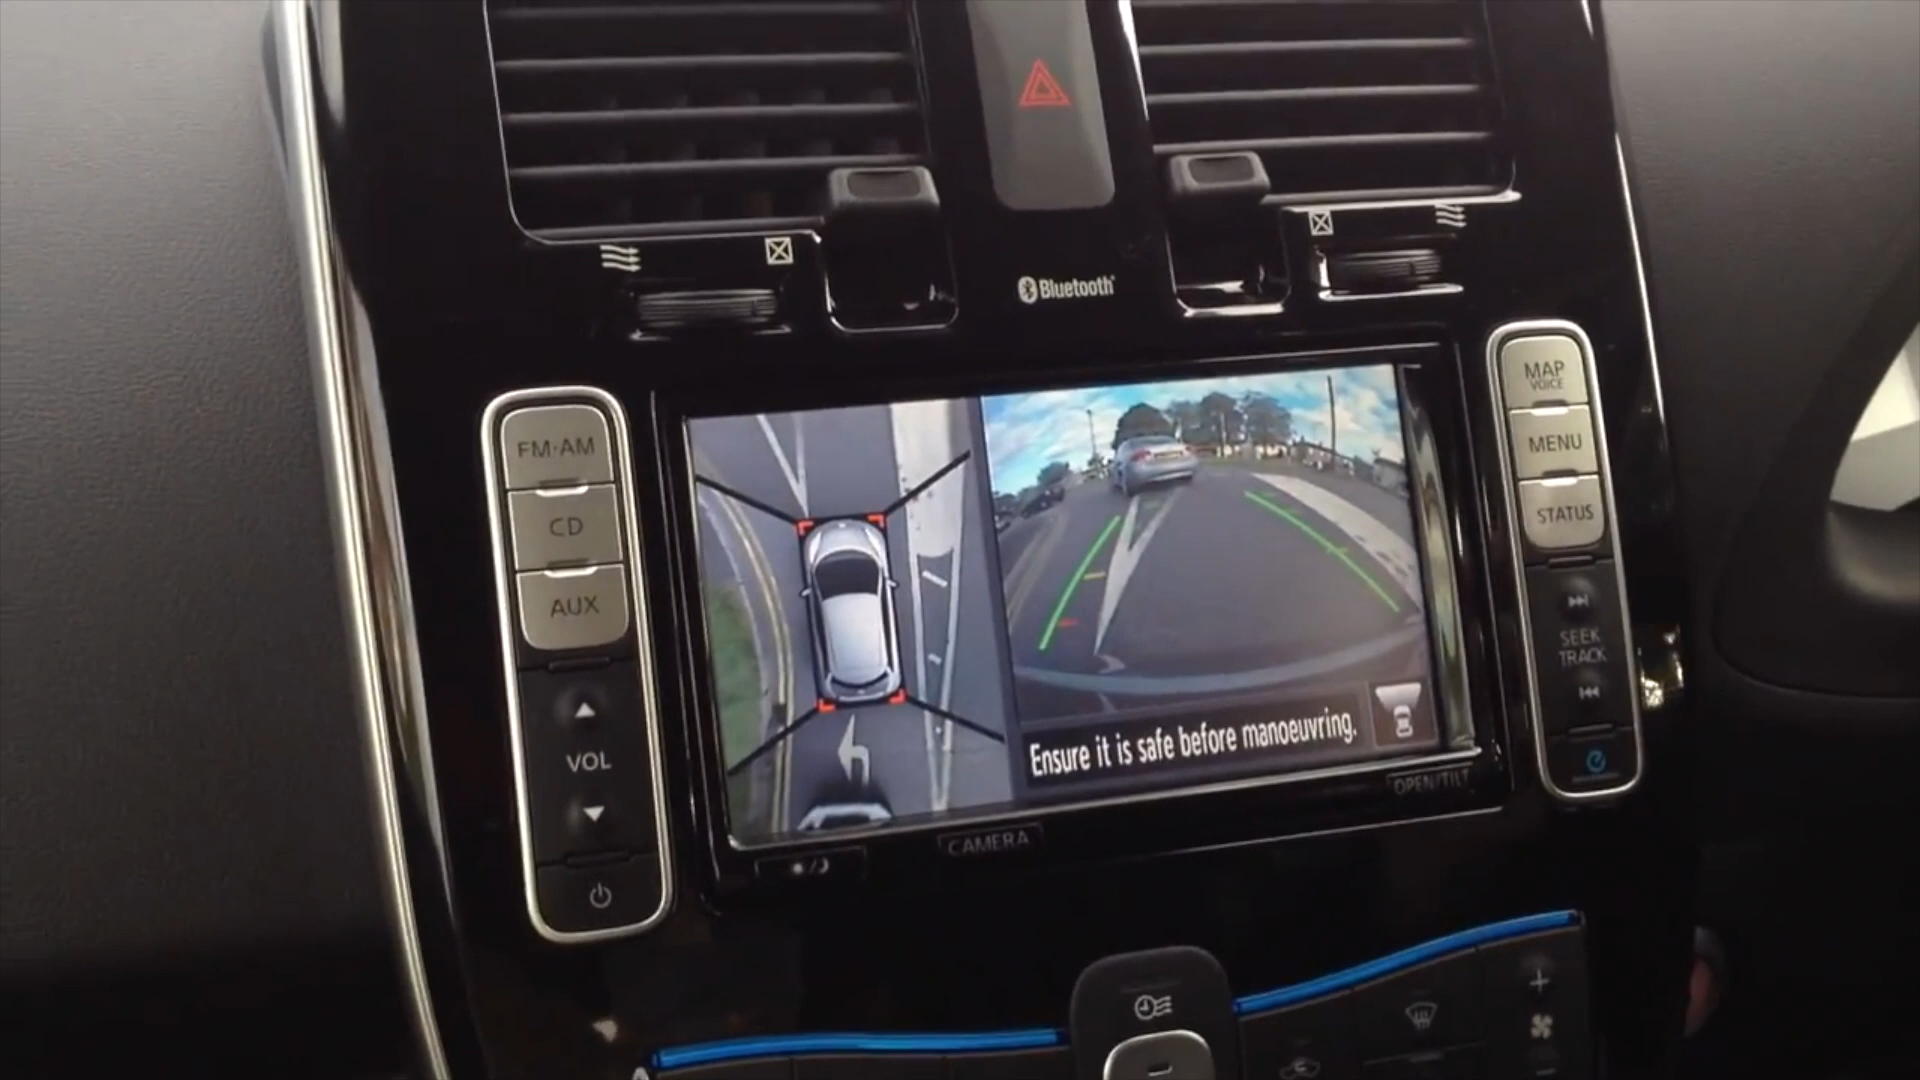 Bluetooth
FM·AM
CD
AUX
VOL
MAP
VOICE
MENU
STATUS
SEEK
TRACK
Ensure it is safe before manoeuvring.
OPEN/TILT
CAMERA